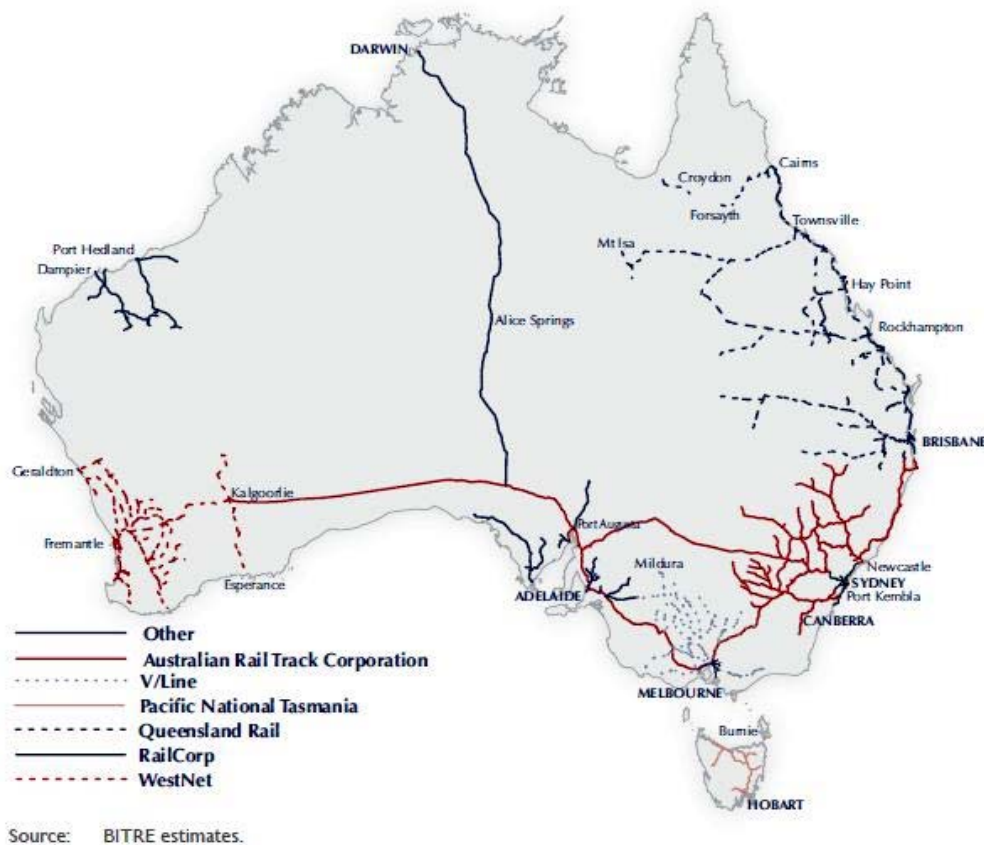 DARWIN
Cairns
Croydon
Forsayth
Townsville
Mt Isa
Port Hedland
Dampier
Hay Point
Alice Springs
Rockhampton
BRISBANE
Geraldton
Kalgoorlie
Port Augusta
Fremantle
Esperance
Mildura
Newcastle
SYDNEY
ADELAIDE
Port Kembla
CANBERRA
MELBOURNE
Burnie
HOBART
Other
Australian Rail Track Corporation
V/Line
Pacific National Tasmania
Queensland Rail
RailCorp
WestNet
Source: BITRE estimates.